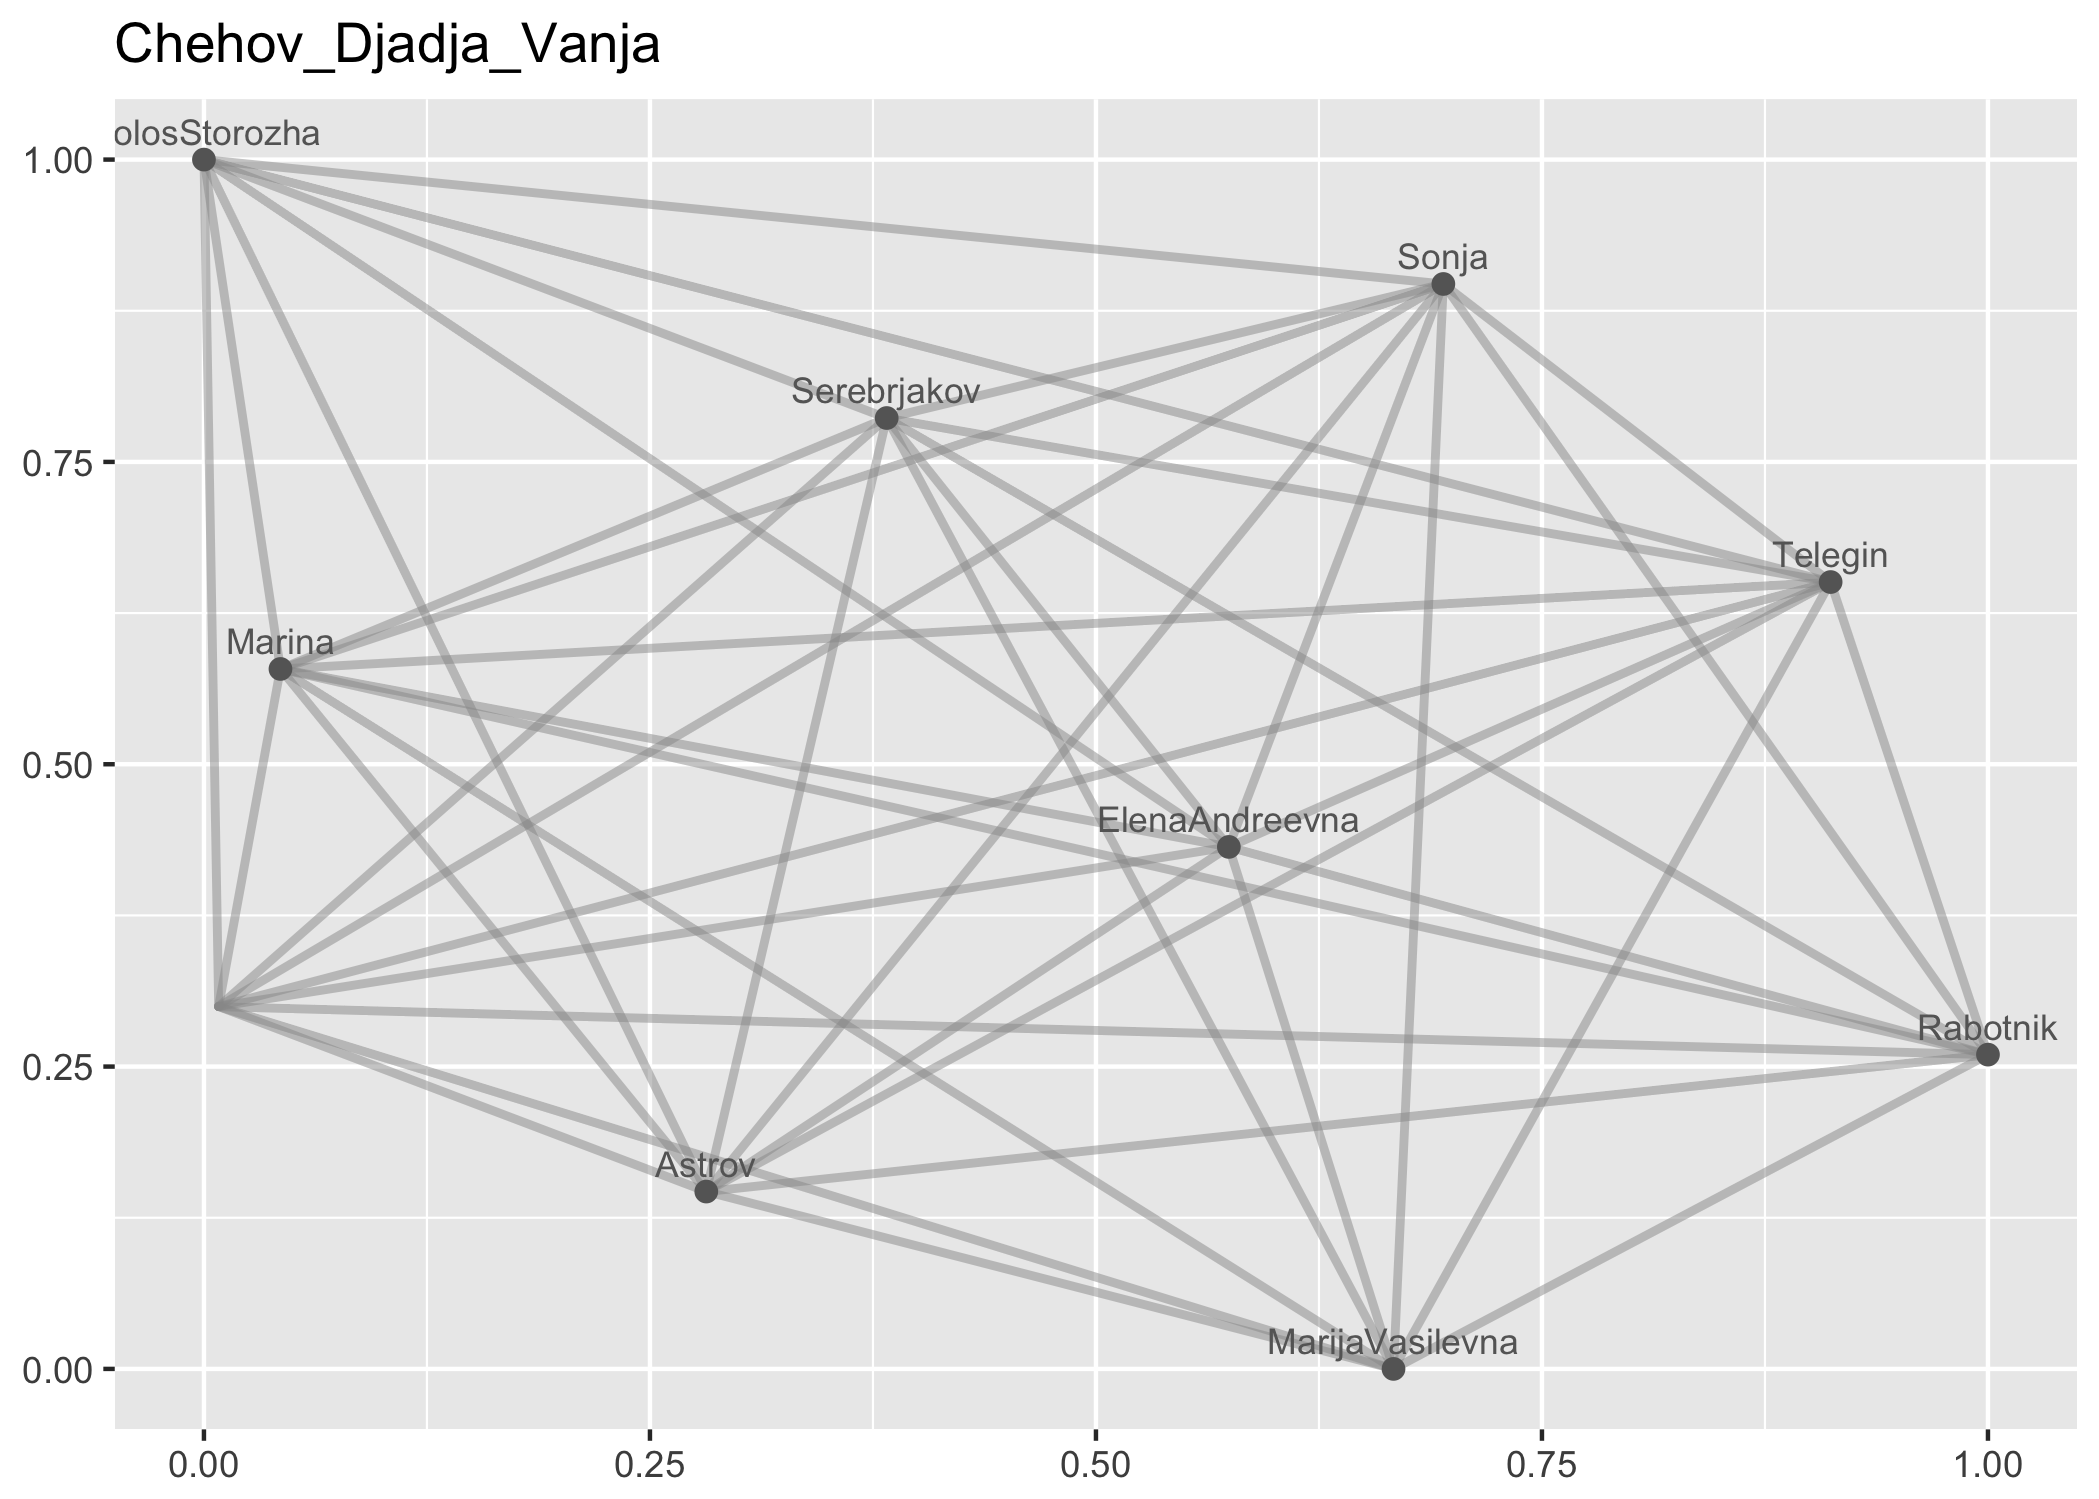 Chehov_Djadja_Vanja
olosStorozha
1.00
Sonja
Serebrjakov
0.75
Telegin
Marina
0.50
ElenaAndreevna
Rabotnik
0.25
Astrov
MarijaVasilevna
0.00
0.00 0.25 0.50 0.75 1.00